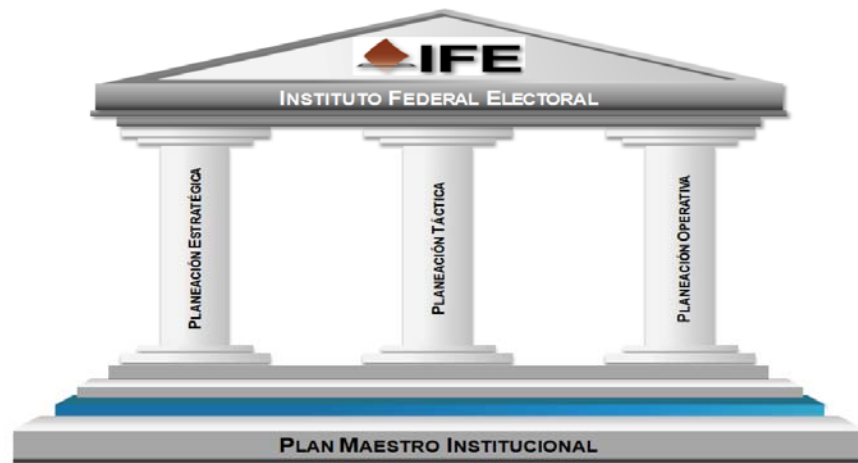 IFE
INSTITUTO FEDERAL ELECTORAL
PLANEACIÓN ESTRATÉGICA
PLANEACIÓN TÁCTICA
PLANEACIÓN OPERATIVA
PLAN MAESTRO INSTITUCIONAL